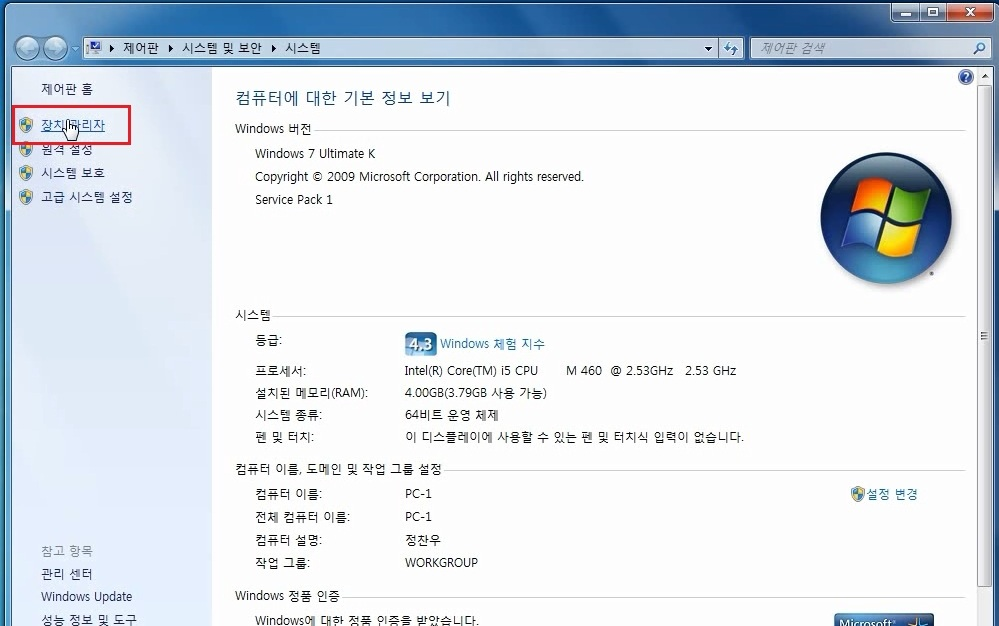 제어판 ▸ 시스템 및 보안 ▸ 시스템
제어판 검색
제어판 홈
장치 관리자
원격 설정
시스템 보호
고급 시스템 설정
참고 항목
관리 센터
Windows Update
성능 정보 및 도구
컴퓨터에 대한 기본 정보 보기
Windows 버전
Windows 7 Ultimate K
Copyright © 2009 Microsoft Corporation. All rights reserved.
Service Pack 1
시스템
등급: 4,3 Windows 체험 지수
프로세서: Intel(R) Core(TM) i5 CPU M 460 @ 2.53GHz 2.53 GHz
설치된 메모리(RAM): 4.00GB(3.79GB 사용 가능)
시스템 종류: 64비트 운영 체제
펜 및 터치: 이 디스플레이에 사용할 수 있는 펜 및 터치식 입력이 없습니다.
컴퓨터 이름, 도메인 및 작업 그룹 설정
컴퓨터 이름: PC-1 설정 변경
전체 컴퓨터 이름: PC-1
컴퓨터 설명: 정찬우
작업 그룹: WORKGROUP
Windows 정품 인증
Windows에 대한 정품 인증을 받았습니다.
Microsoft